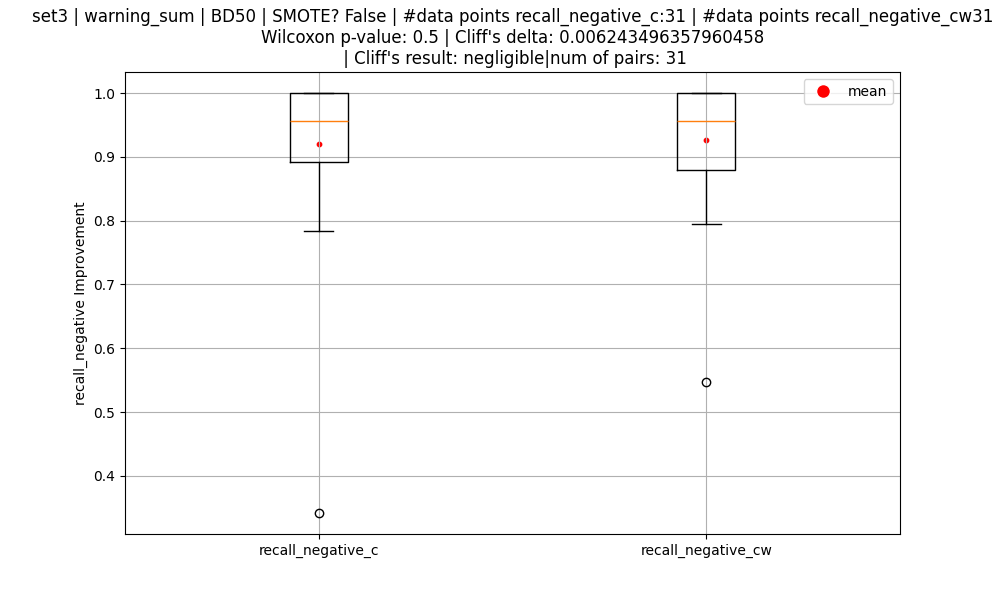 set3 | warning_sum | BD50 | SMOTE? False | #data points recall_negative_c:31 | #data points recall_negative_cw31
Wilcoxon p-value: 0.5 | Cliff's delta: 0.006243496357960458
| Cliff's result: negligible|num of pairs: 31
mean
1.0
0.9
0.8
0.7
0.6
0.5
0.4
recall_negative Improvement
recall_negative_c
recall_negative_cw